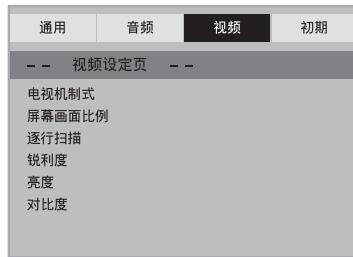 通用 音频 视频 初期
-- 视频设定页 --
电视机制式
屏幕画面比例
逐行扫描
锐利度
亮度
对比度